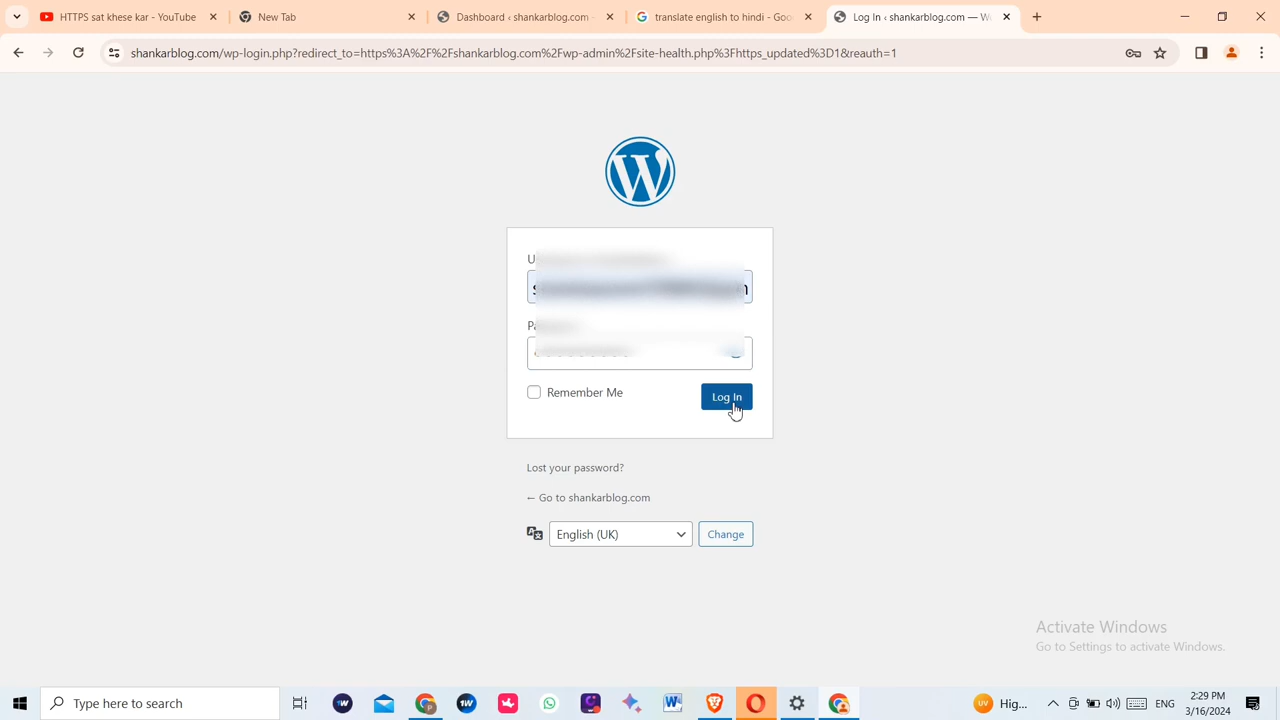 HTTPS sat khese kar - YouTube
New Tab
Dashboard ‹ shankarblog.com -
translate english to hindi - Goo
Log In ‹ shankarblog.com — W
shankarblog.com/wp-login.php?redirect_to=https%3A%2F%2Fshankarblog.com%2Fwp-admin%2Fsite-health.php%3Fhttps_updated%3D1&reauth=1
Remember Me
Log In
Lost your password?
← Go to shankarblog.com
English (UK)
Change
Activate Windows
Go to Settings to activate Windows.
Type here to search
Hig...
ENG
2:29 PM
3/16/2024